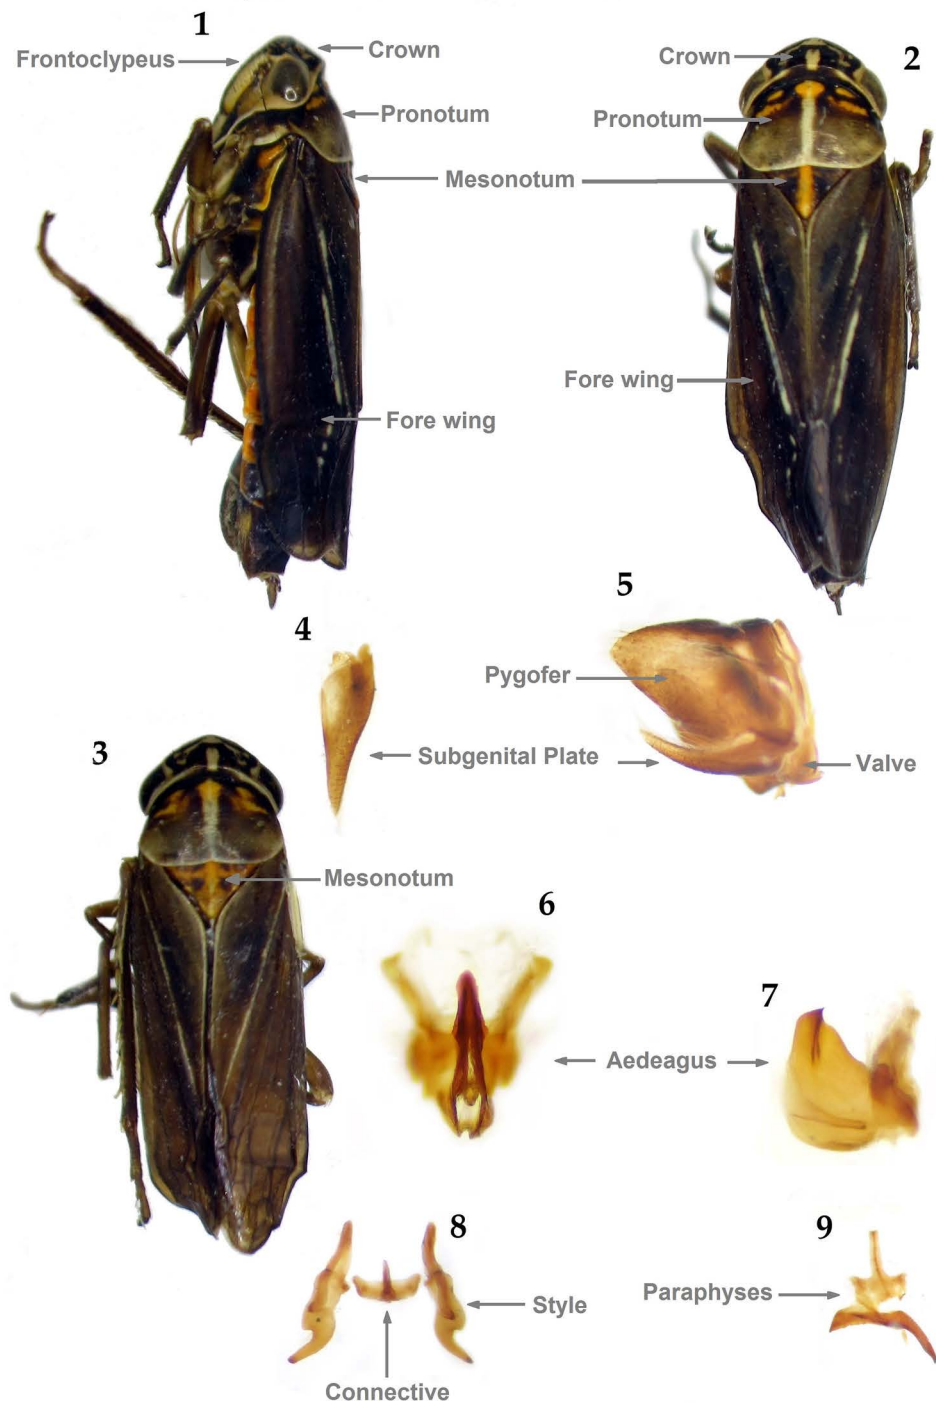 1
Frontoclypeus
Crown
Pronotum
Mesonotum
Fore wing
2
Crown
Pronotum
Fore wing
4
5
Pygofer
Subgenital Plate
Valve
3
Mesonotum
6
7
Aedeagus
8
Style
Connective
9
Paraphyses